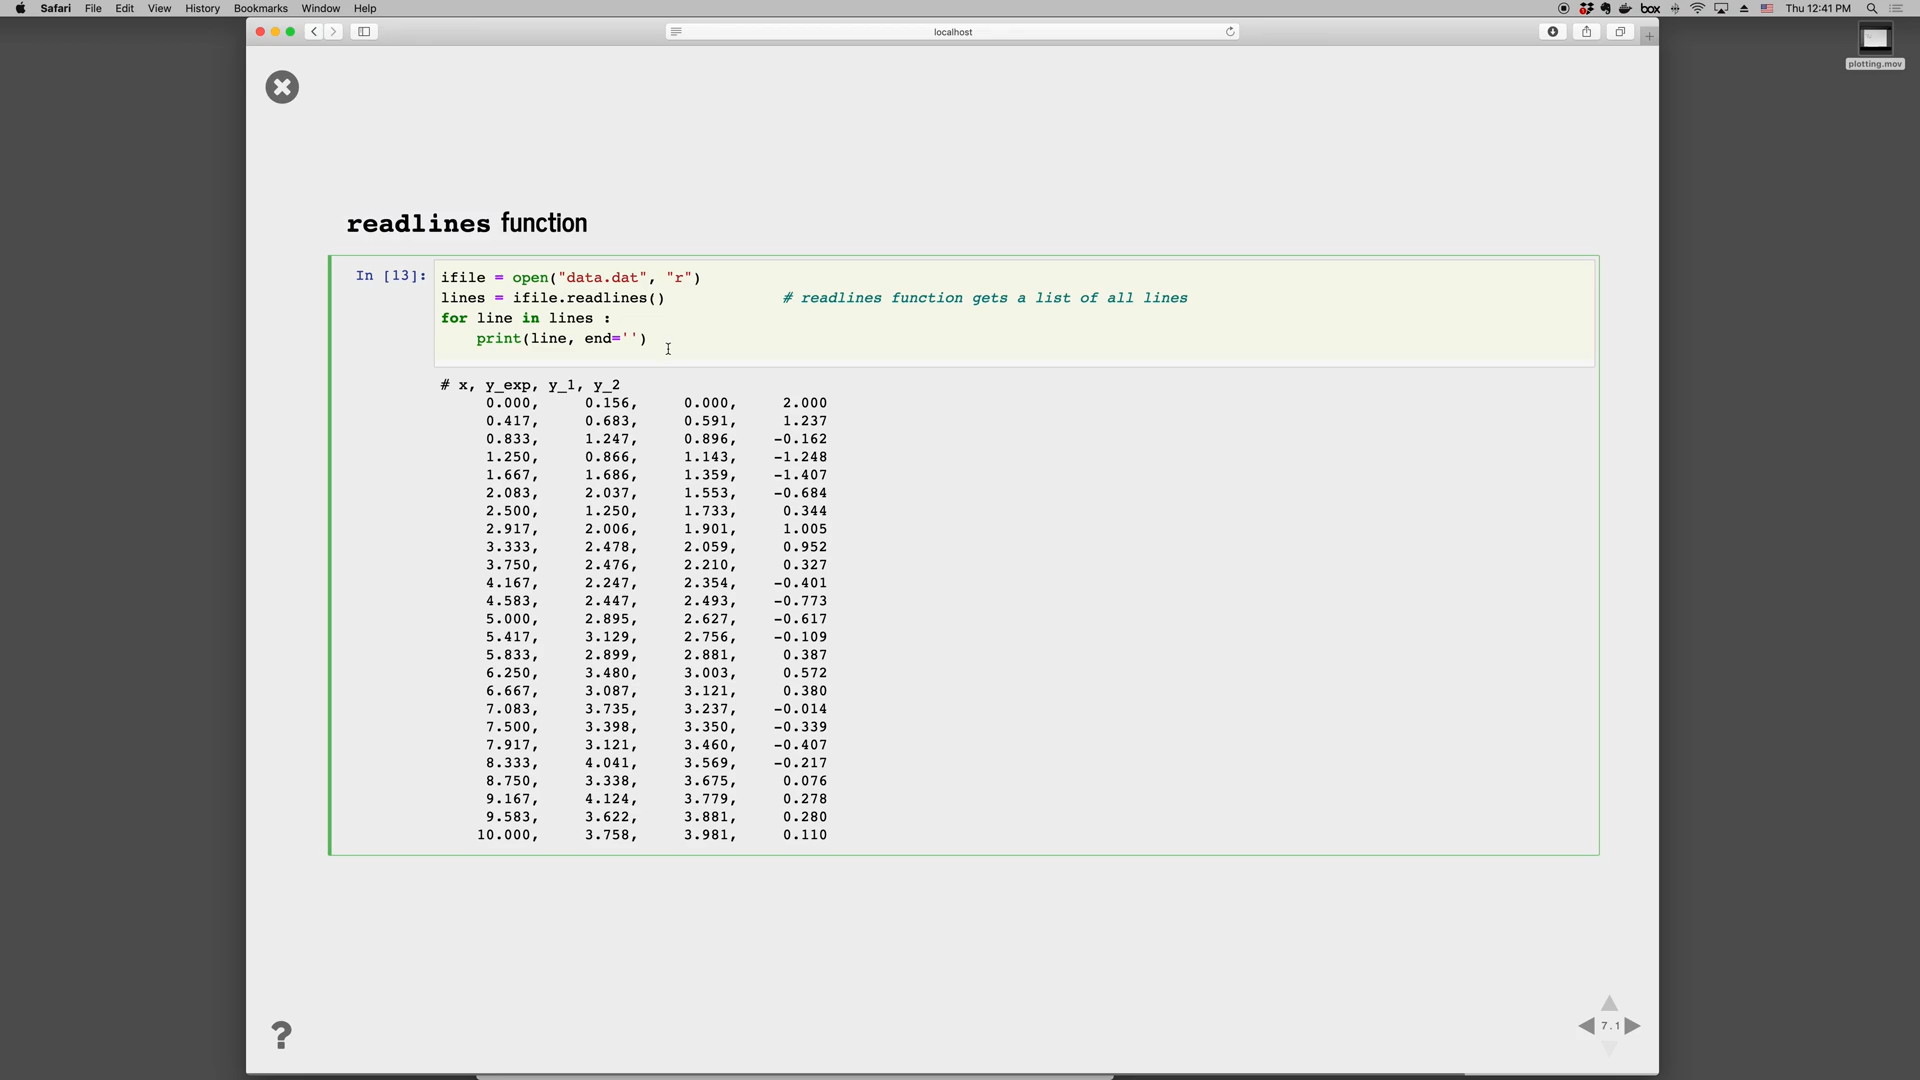 Safari File Edit View History Bookmarks Window Help box Thu 12:41 PM
localhost
plotting.mov
readlines function
In [13]: ifile = open("data.dat", "r")
lines = ifile.readlines() # readlines function gets a list of all lines
for line in lines :
print(line, end='')
# x, y_exp, y_1, y_2
0.000, 0.156, 0.000, 2.000
0.417, 0.683, 0.591, 1.237
0.833, 1.247, 0.896, -0.162
1.250, 0.866, 1.143, -1.248
1.667, 1.686, 1.359, -1.407
2.083, 2.037, 1.553, -0.684
2.500, 1.250, 1.733, 0.344
2.917, 2.006, 1.901, 1.005
3.333, 2.478, 2.059, 0.952
3.750, 2.476, 2.210, 0.327
4.167, 2.247, 2.354, -0.401
4.583, 2.447, 2.493, -0.773
5.000, 2.895, 2.627, -0.617
5.417, 3.129, 2.756, -0.109
5.833, 2.899, 2.881, 0.387
6.250, 3.480, 3.003, 0.572
6.667, 3.087, 3.121, 0.380
7.083, 3.735, 3.237, -0.014
7.500, 3.398, 3.350, -0.339
7.917, 3.121, 3.460, -0.407
8.333, 4.041, 3.569, -0.217
8.750, 3.338, 3.675, 0.076
9.167, 4.124, 3.779, 0.278
9.583, 3.622, 3.881, 0.280
10.000, 3.758, 3.981, 0.110
?
7.1